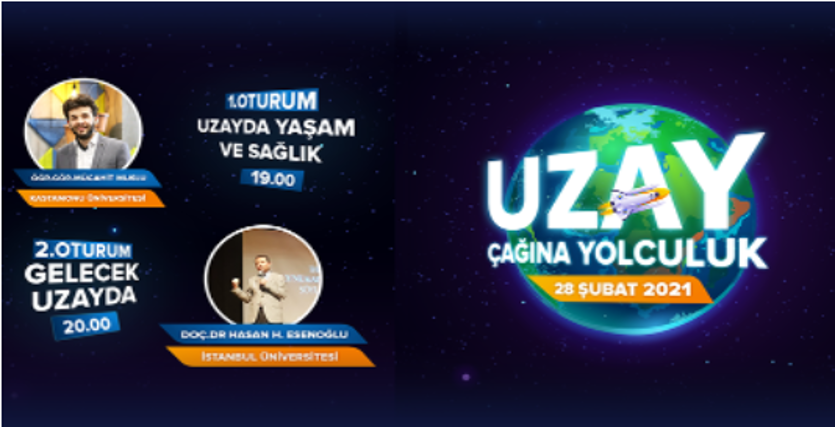 1.OTURUM
UZAYDA YAŞAM
VE SAĞLIK
19.00
KASTAMONU ÜNİVERSİTESİ
2.OTURUM
GELECEK
UZAYDA
20.00
DOÇ.DR HASAN H. ESENOĞLU
İSTANBUL ÜNİVERSİTESİ
UZAY
ÇAĞINA YOLCULUK
28 ŞUBAT 2021